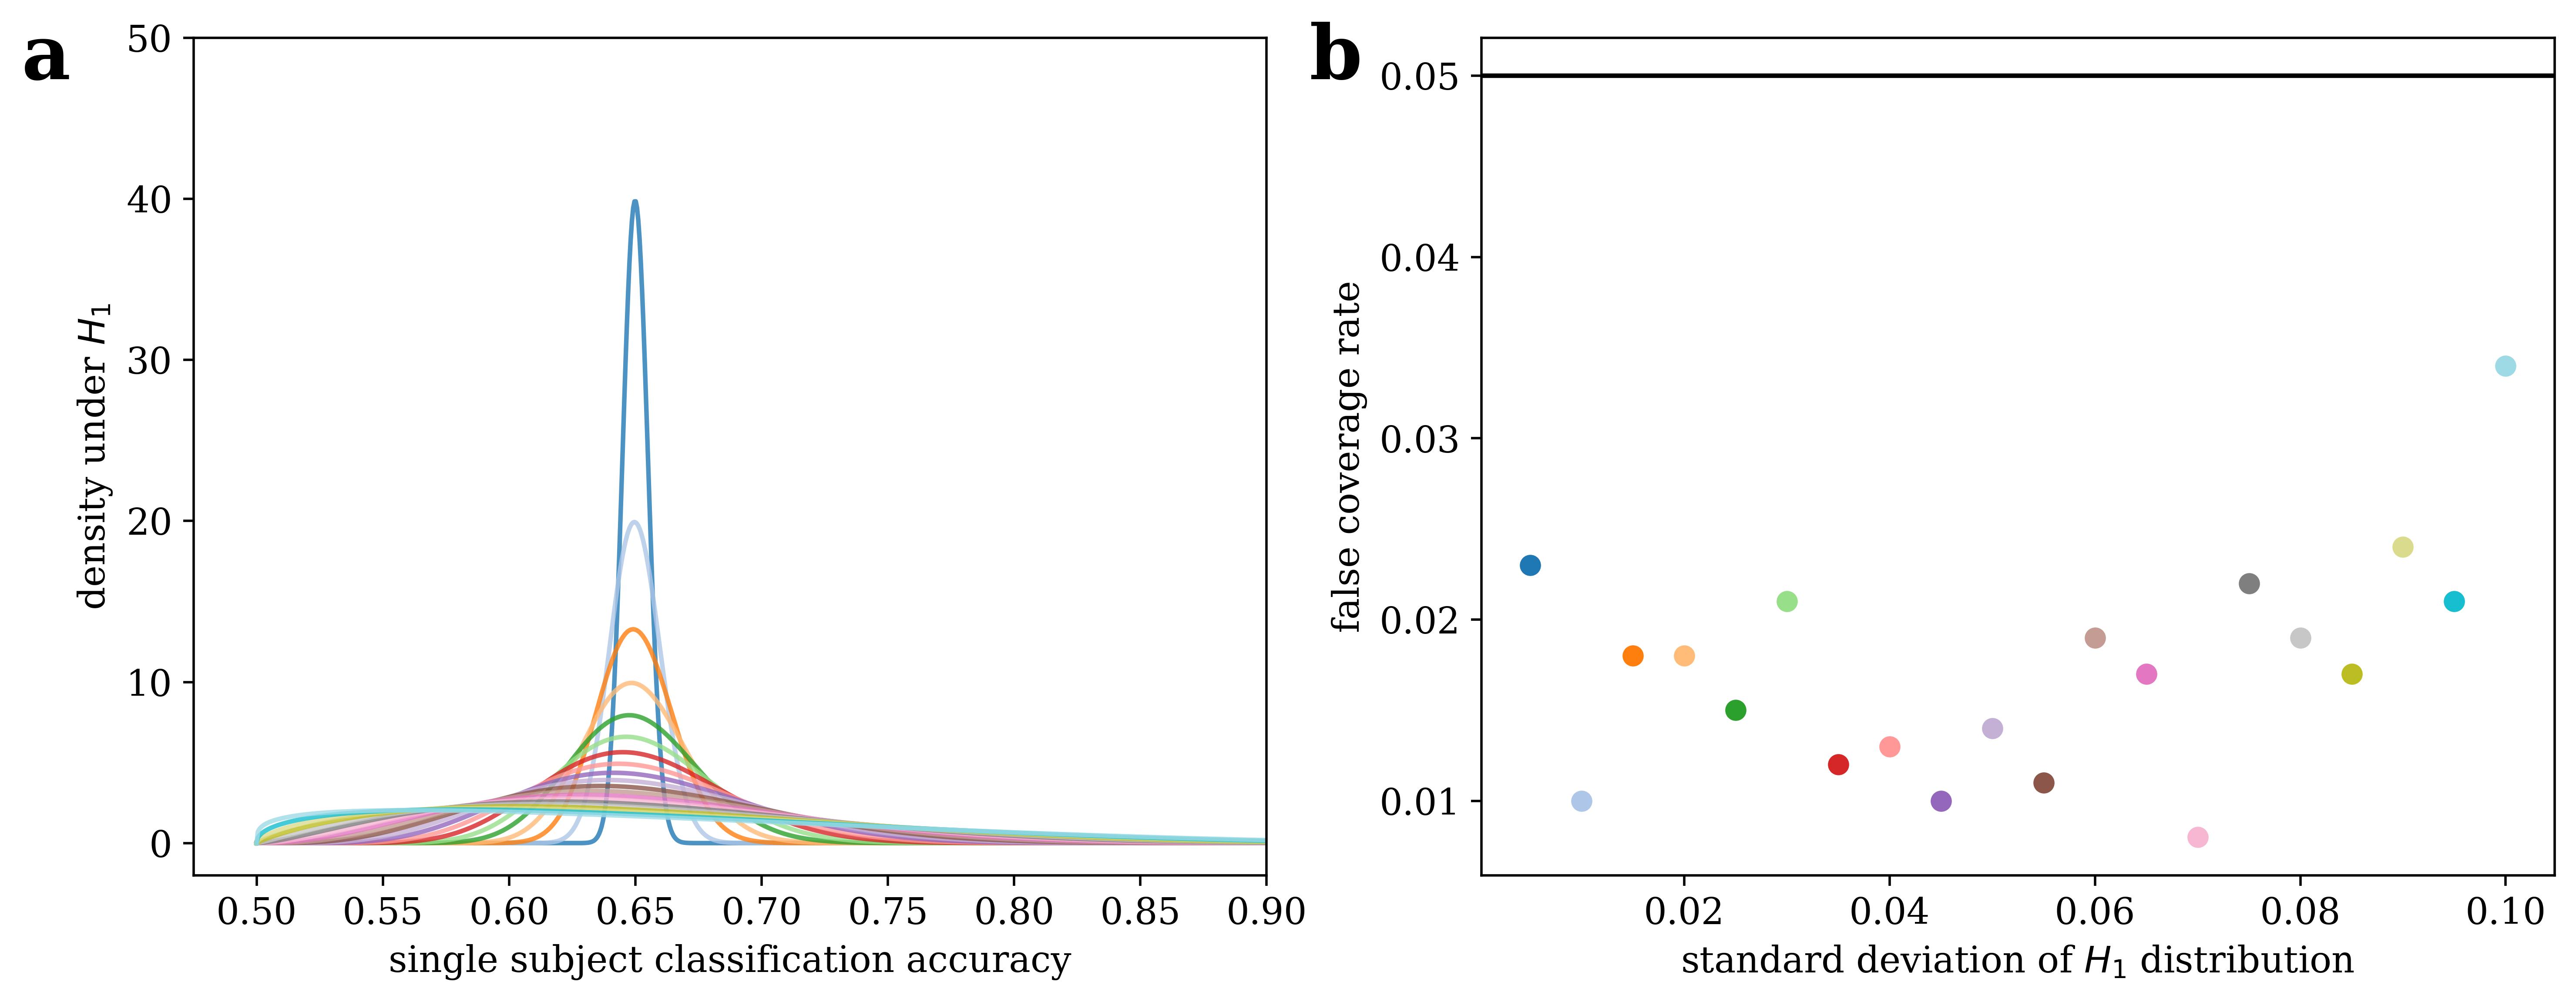 a
50
40
30
20
10
0
density under H₁
0.50 0.55 0.60 0.65 0.70 0.75 0.80 0.85 0.90
single subject classification accuracy
b
0.05
0.04
0.03
0.02
0.01
false coverage rate
0.02 0.04 0.06 0.08 0.10
standard deviation of H₁ distribution